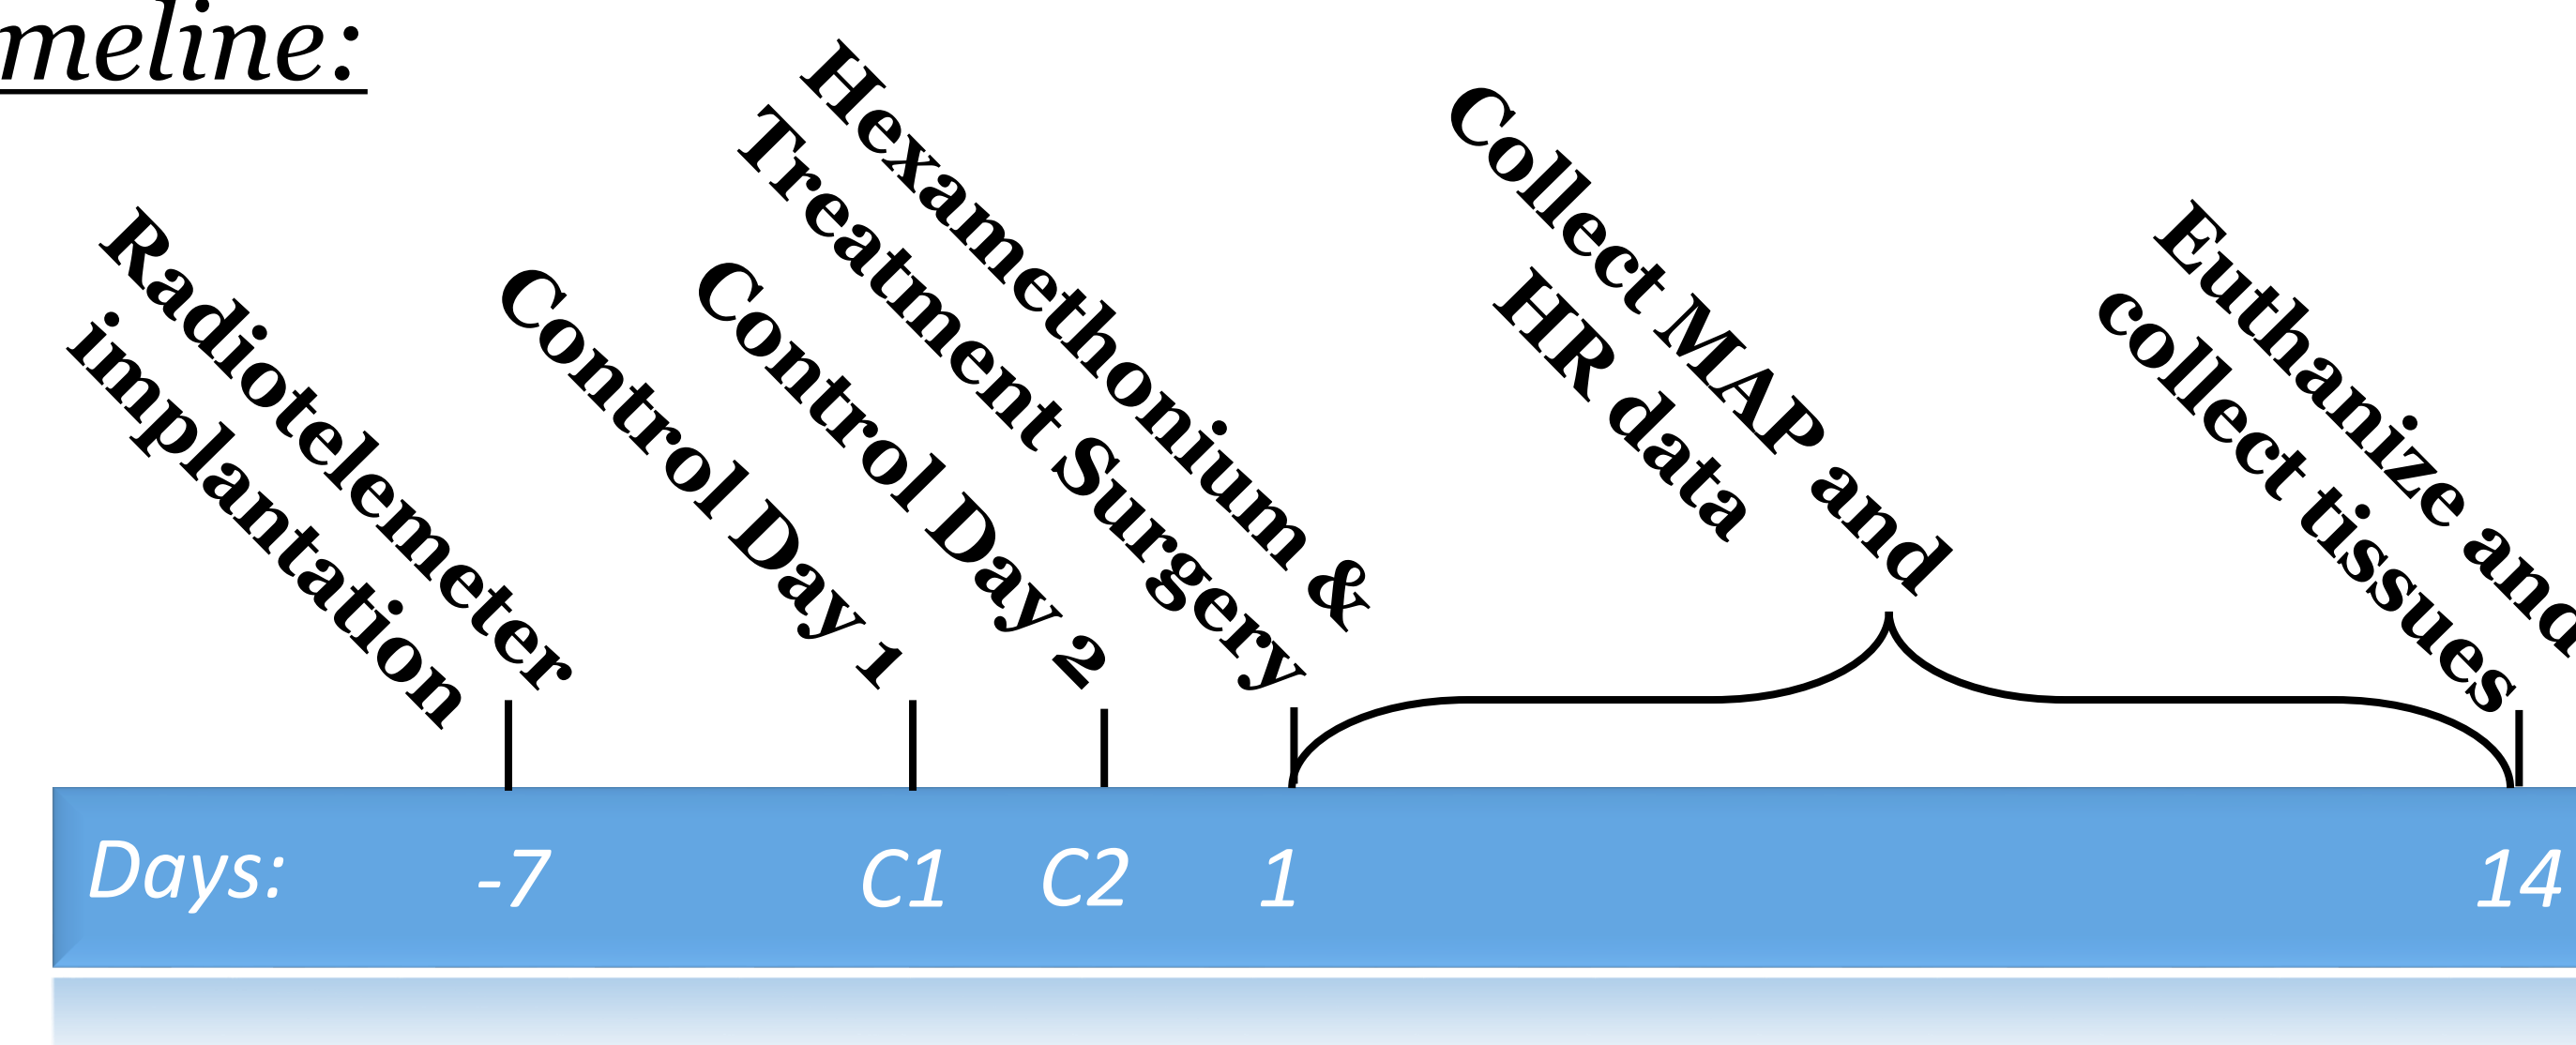 meline:
Radiotelemeter
implantation
Control Day 1
Control Day 2
Hexamethonium &
Treatment Surgery
Collect MAP and
HR data
Euthanize and
collect tissues
Days: -7 C1 C2 1 14